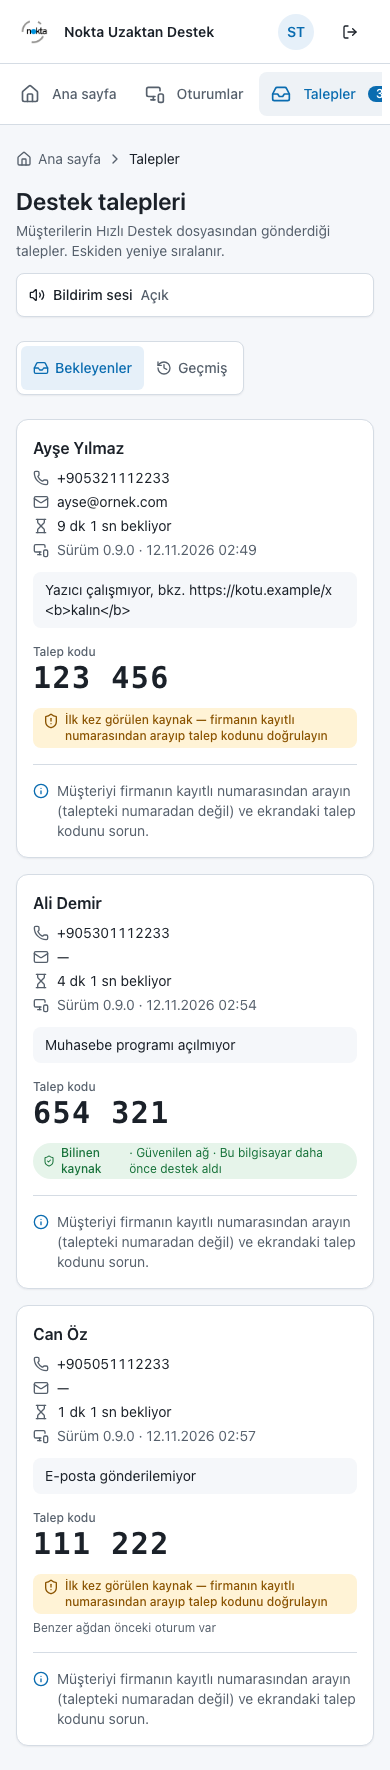 nokta
Nokta Uzaktan Destek
ST
Ana sayfa
Oturumlar
Talepler
3
Ana sayfa > Talepler
Destek talepleri
Müşterilerin Hızlı Destek dosyasından gönderdiği
talepler. Eskiden yeniye sıralanır.
Bildirim sesi Açık
Bekleyenler
Geçmiş
Ayşe Yılmaz
+905321112233
ayse@ornek.com
9 dk 1 sn bekliyor
Sürüm 0.9.0 · 12.11.2026 02:49
Yazıcı çalışmıyor, bkz. https://kotu.example/x
<b>kalın</b>
Talep kodu
123 456
İlk kez görülen kaynak — firmanın kayıtlı
numarasından arayıp talep kodunu doğrulayın
Müşteriyi firmanın kayıtlı numarasından arayın
(talepteki numaradan değil) ve ekrandaki talep
kodunu sorun.
Ali Demir
+905301112233
—
4 dk 1 sn bekliyor
Sürüm 0.9.0 · 12.11.2026 02:54
Muhasebe programı açılmıyor
Talep kodu
654 321
Bilinen
kaynak
· Güvenilen ağ · Bu bilgisayar daha
önce destek aldı
Müşteriyi firmanın kayıtlı numarasından arayın
(talepteki numaradan değil) ve ekrandaki talep
kodunu sorun.
Can Öz
+905051112233
—
1 dk 1 sn bekliyor
Sürüm 0.9.0 · 12.11.2026 02:57
E-posta gönderilemiyor
Talep kodu
111 222
İlk kez görülen kaynak — firmanın kayıtlı
numarasından arayıp talep kodunu doğrulayın
Benzer ağdan önceki oturum var
Müşteriyi firmanın kayıtlı numarasından arayın
(talepteki numaradan değil) ve ekrandaki talep
kodunu sorun.